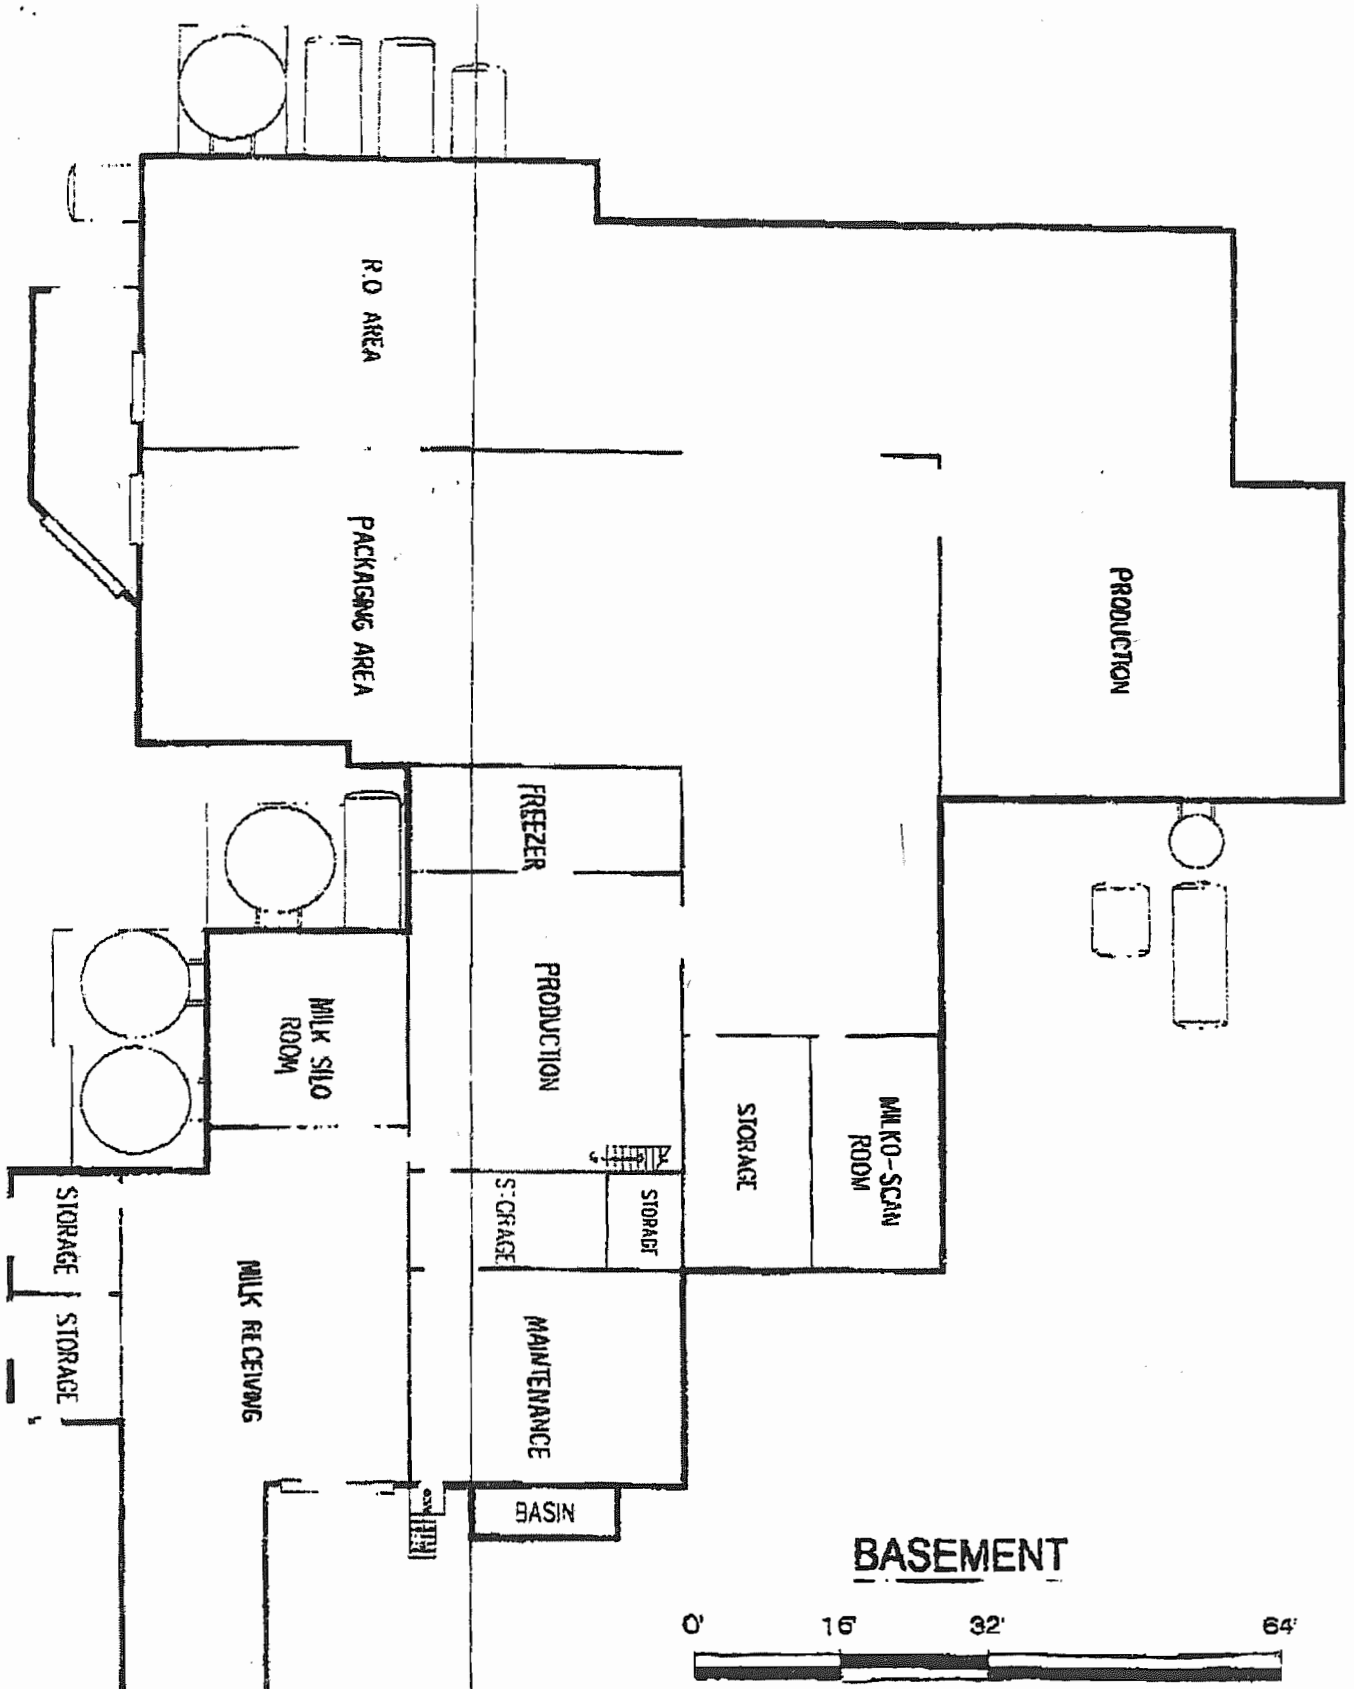 R.O AREA
PACKAGING AREA
PRODUCTION
FREEZER
PRODUCTION
MILK SILO
ROOM
STORAGE
MILKO-SCAN
ROOM
STORAGE
STORAGE
STORAGE
STORAGE
MILK RECEIVING
MAINTENANCE
BASIN
BASEMENT
0' 16' 32' 64'